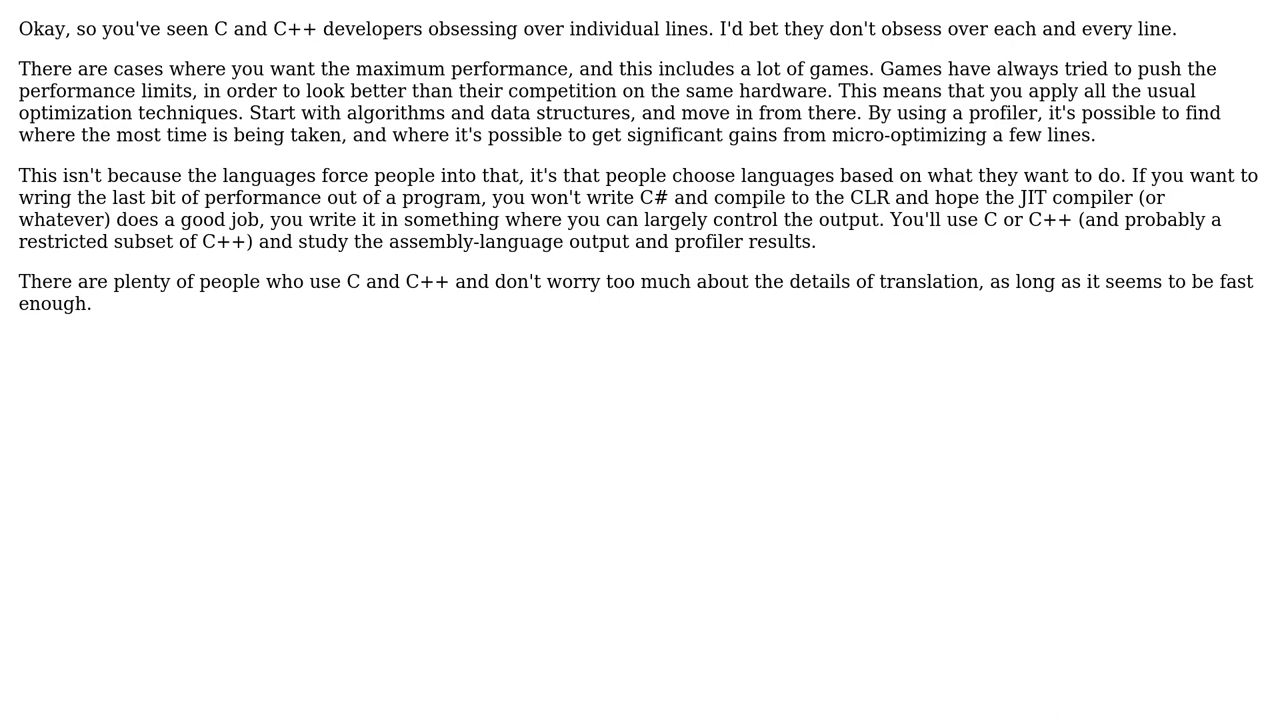 Okay, so you've seen C and C++ developers obsessing over individual lines. I'd bet they don't obsess over each and every line.
There are cases where you want the maximum performance, and this includes a lot of games. Games have always tried to push the
performance limits, in order to look better than their competition on the same hardware. This means that you apply all the usual
optimization techniques. Start with algorithms and data structures, and move in from there. By using a profiler, it's possible to find
where the most time is being taken, and where it's possible to get significant gains from micro-optimizing a few lines.
This isn't because the languages force people into that, it's that people choose languages based on what they want to do. If you want to
wring the last bit of performance out of a program, you won't write C# and compile to the CLR and hope the JIT compiler (or
whatever) does a good job, you write it in something where you can largely control the output. You'll use C or C++ (and probably a
restricted subset of C++) and study the assembly-language output and profiler results.
There are plenty of people who use C and C++ and don't worry too much about the details of translation, as long as it seems to be fast
enough.